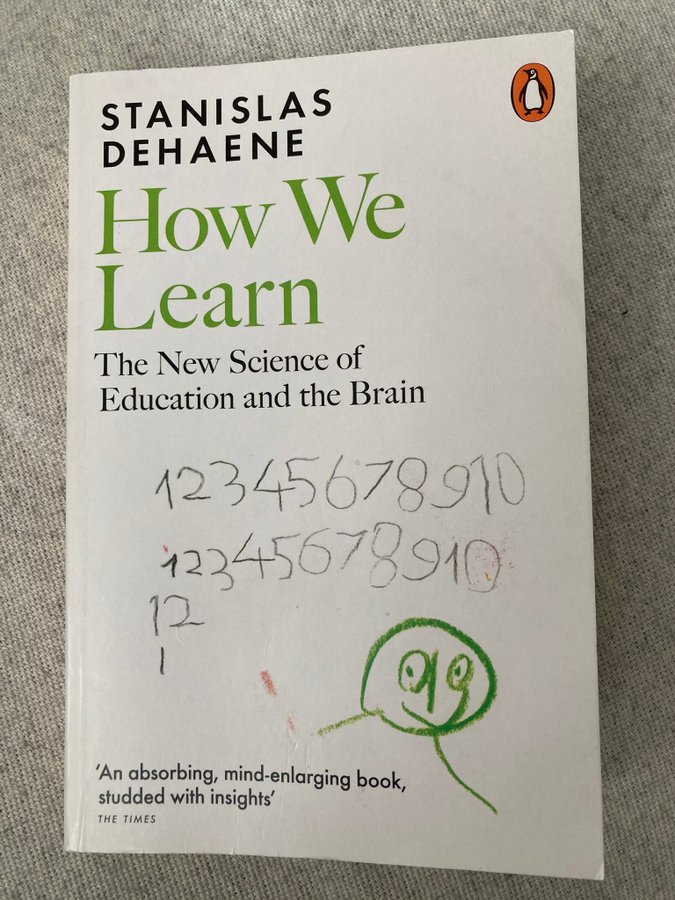 STANISLAS
DEHAENE
How We
Learn
The New Science of
Education and the Brain
12345678910
12345678910
12
1
'An absorbing, mind-enlarging book,
studded with insights'
THE TIMES